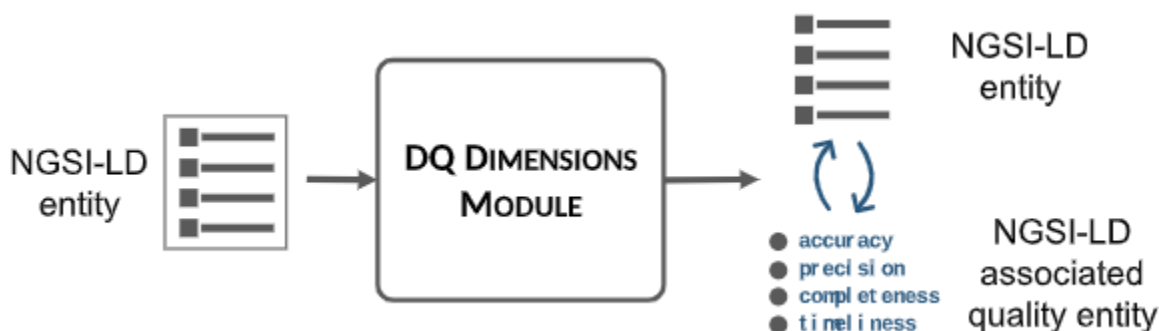 NGSI-LD
entity
DQ DIMENSIONS
MODULE
NGSI-LD
entity
accuracy
precision
completeness
timeliness
NGSI-LD
associated
quality entity